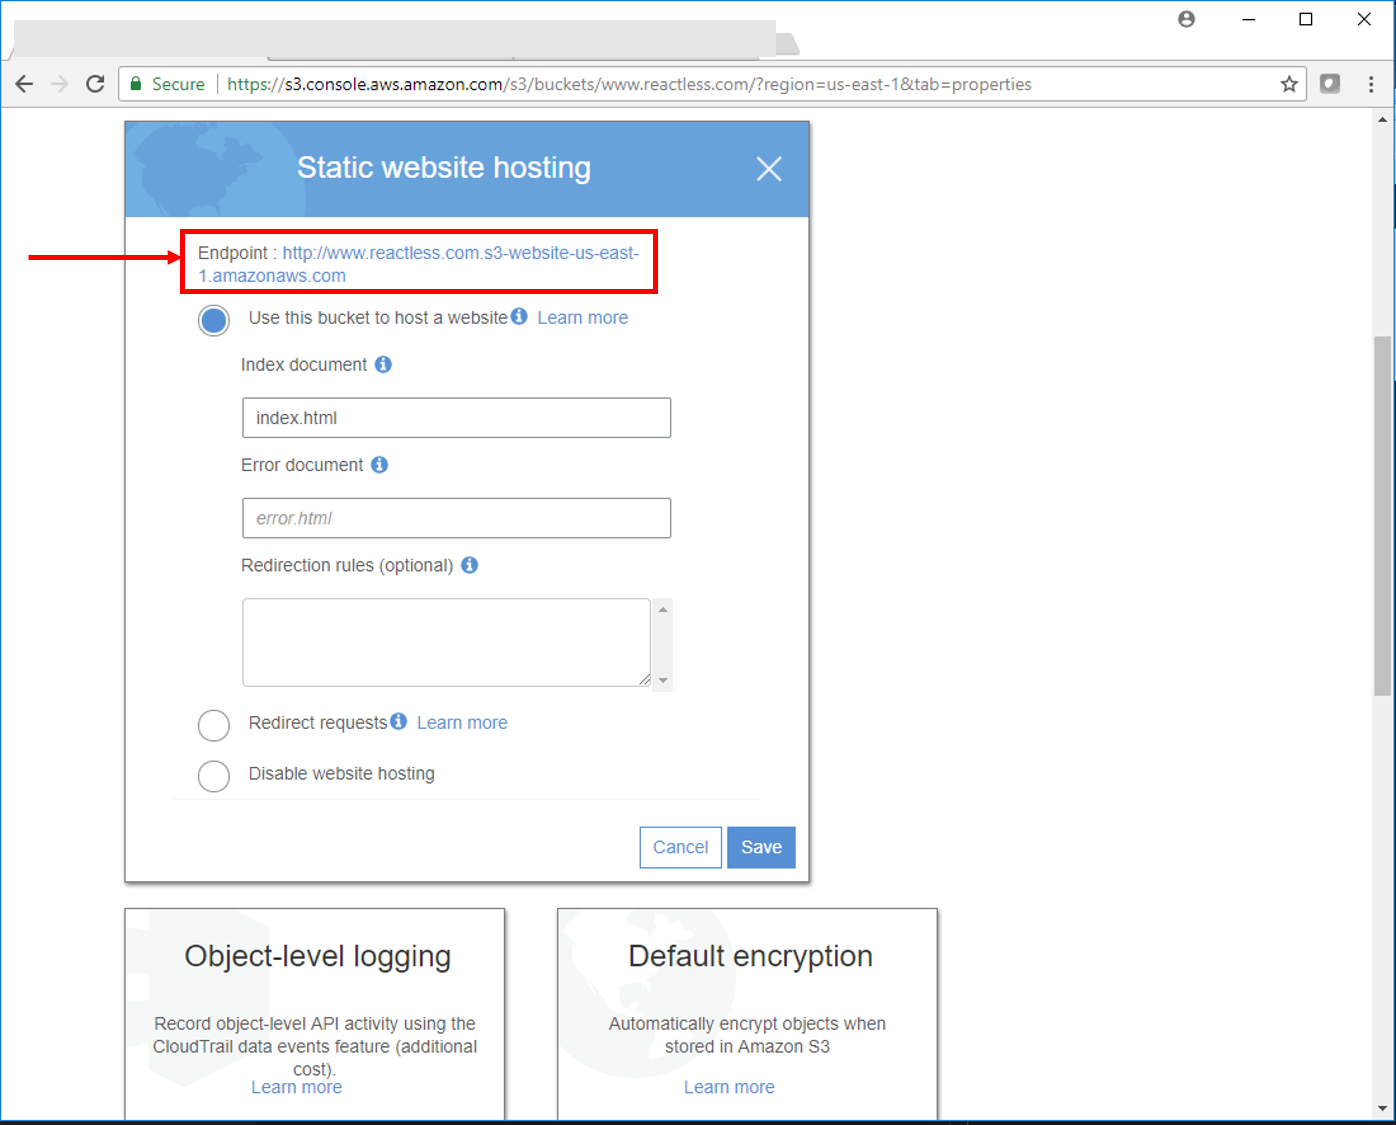 Secure https://s3.console.aws.amazon.com/s3/buckets/www.reactless.com/?region=us-east-1&tab=properties
Static website hosting
Endpoint : http://www.reactless.com.s3-website-us-east-
1.amazonaws.com
Use this bucket to host a website Learn more
Index document
index.html
Error document
error.html
Redirection rules (optional)
Redirect requests Learn more
Disable website hosting
Cancel Save
Object-level logging
Record object-level API activity using the
CloudTrail data events feature (additional
cost).
Learn more
Default encryption
Automatically encrypt objects when
stored in Amazon S3
Learn more